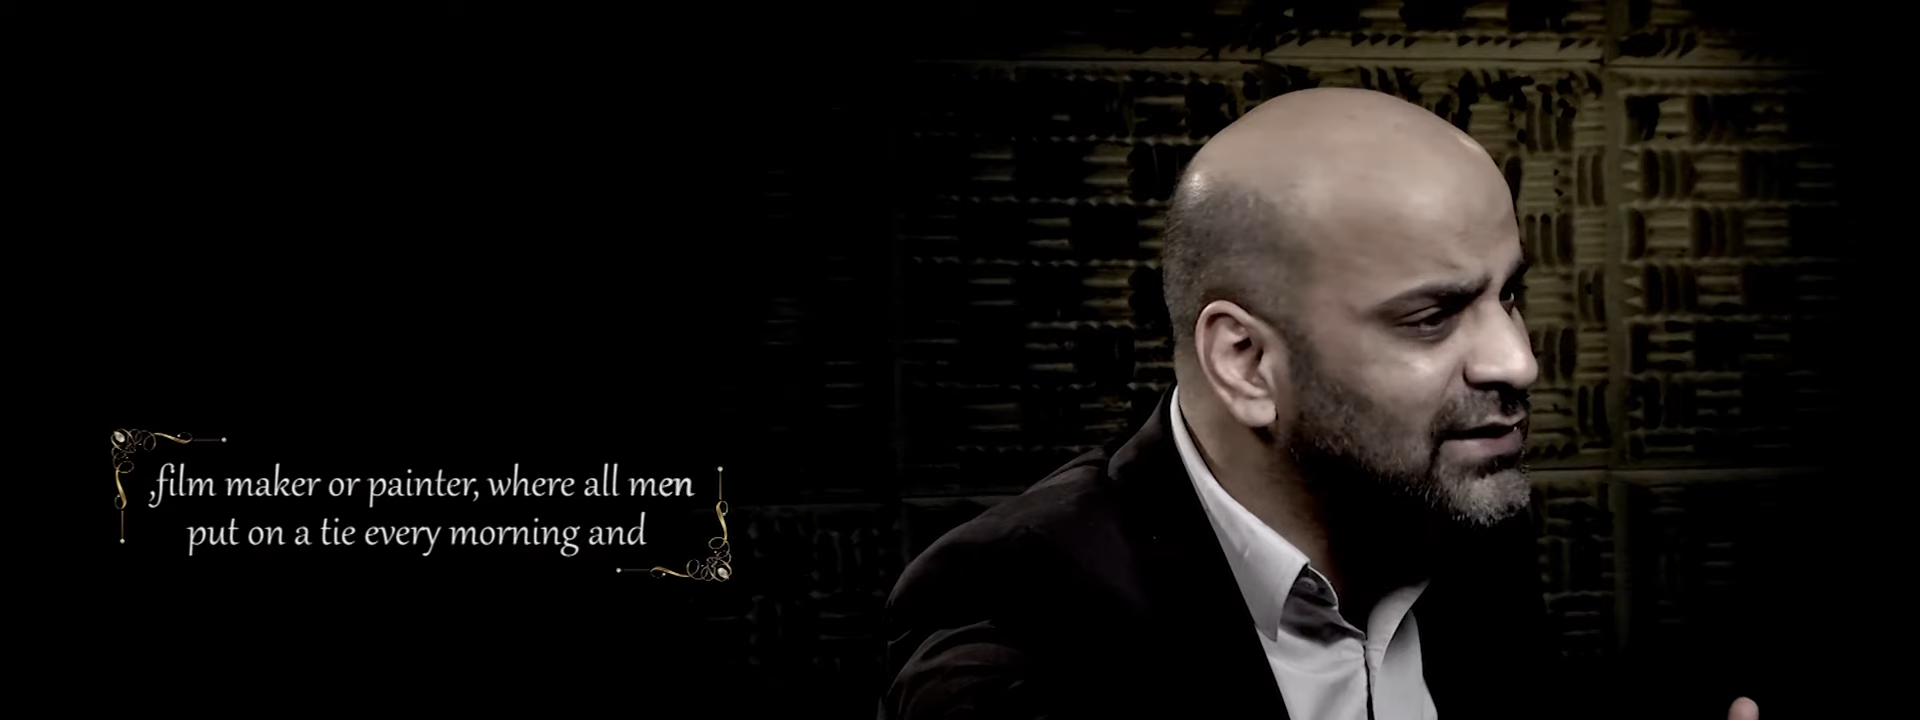 ,film maker or painter, where all men
put on a tie every morning and